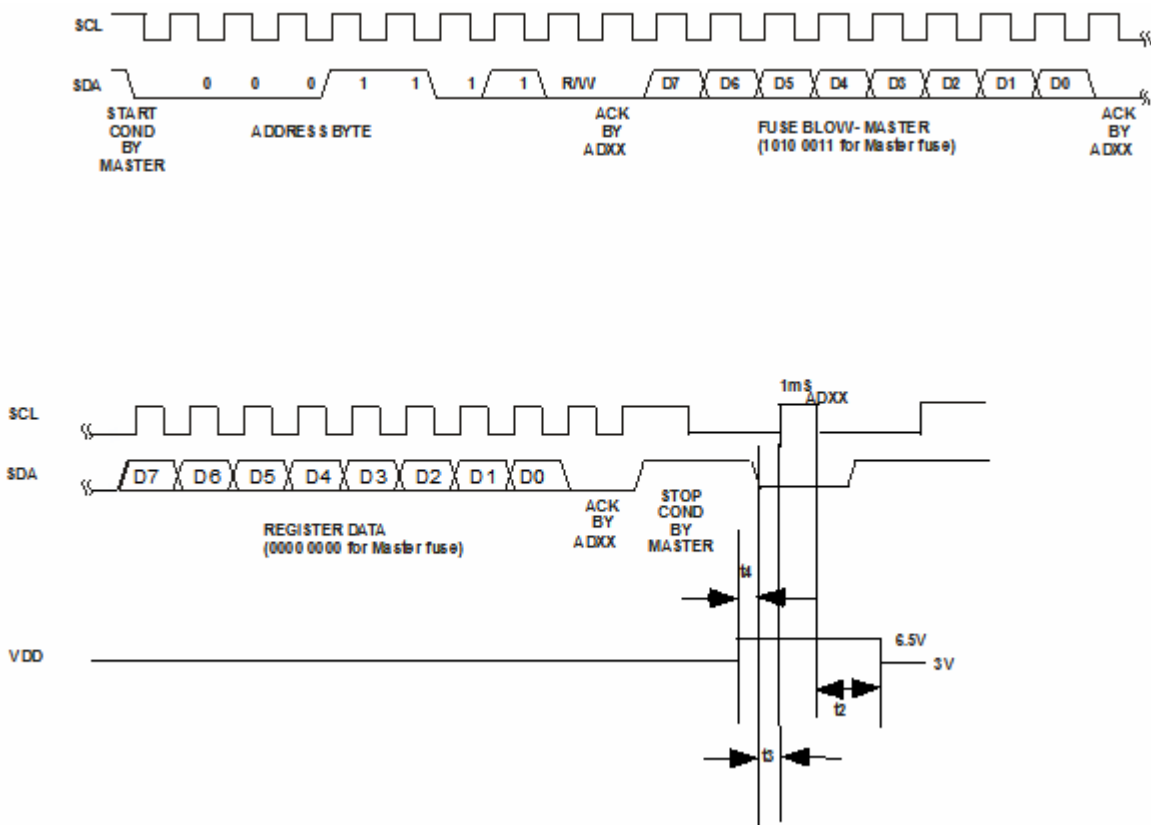 SCL
SDA
0 0 0 1 1 1 1 R/W D7 D6 D5 D4 D3 D2 D1 D0
START
COND
BY
MASTER
ADDRESS BYTE
ACK
BY
ADXX
FUSE BLOW- MASTER
(1010 0011 for Master fuse)
ACK
BY
ADXX
1mS
ADXX
SCL
SDA
D7 D6 D5 D4 D3 D2 D1 D0
REGISTER DATA
(0000 0000 for Master fuse)
ACK
BY
ADXX
STOP
COND
BY
MASTER
t4
VDD
6.5V
3V
t2
t3